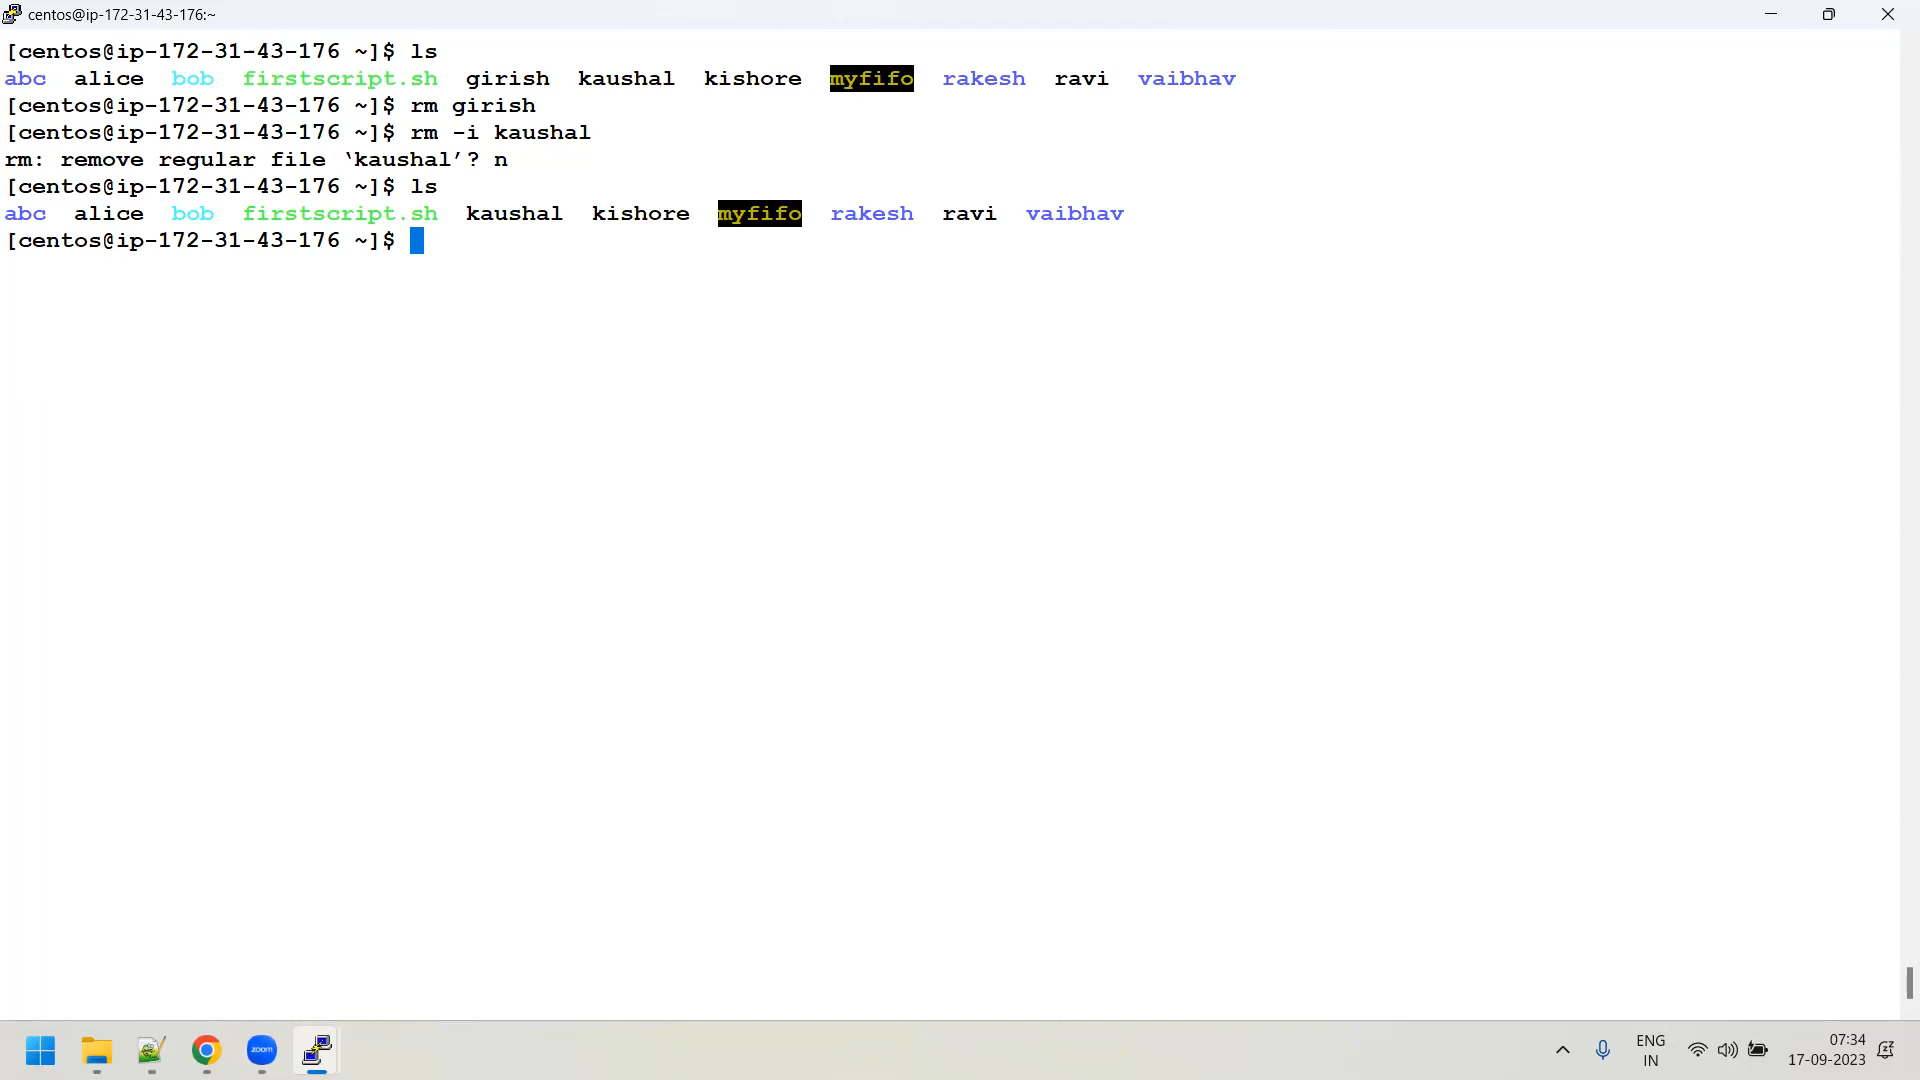 centos@ip-172-31-43-176:~
[centos@ip-172-31-43-176 ~]$ ls
abc  alice  bob  firstscript.sh  girish  kaushal  kishore  myfifo  rakesh  ravi  vaibhav
[centos@ip-172-31-43-176 ~]$ rm girish
[centos@ip-172-31-43-176 ~]$ rm -i kaushal
rm: remove regular file ‘kaushal’? n
[centos@ip-172-31-43-176 ~]$ ls
abc  alice  bob  firstscript.sh  kaushal  kishore  myfifo  rakesh  ravi  vaibhav
[centos@ip-172-31-43-176 ~]$
zoom
ENG
IN
07:34
17-09-2023